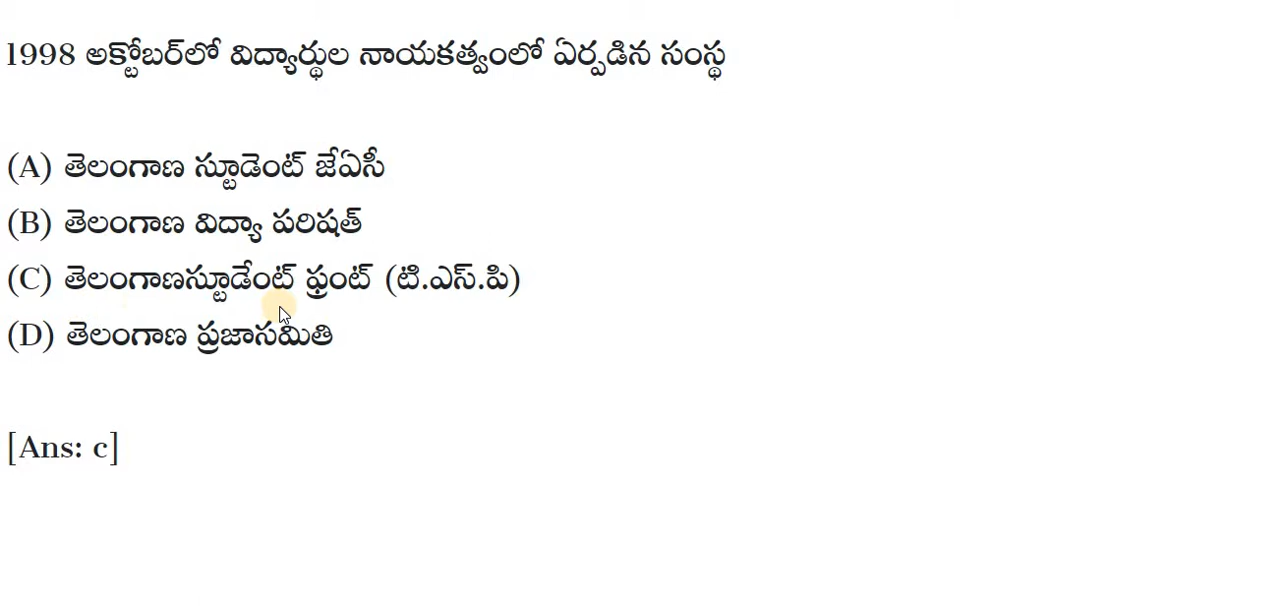 1998 అక్టోబర్‌లో విద్యార్థుల నాయకత్వంలో ఏర్పడిన సంస్థ
(A) తెలంగాణ స్టూడెంట్ జేఏసీ
(B) తెలంగాణ విద్యా పరిషత్
(C) తెలంగాణస్టూడేంట్ ఫ్రంట్ (టి.ఎస్.పి)
(D) తెలంగాణ ప్రజాసమితి
[Ans: c]